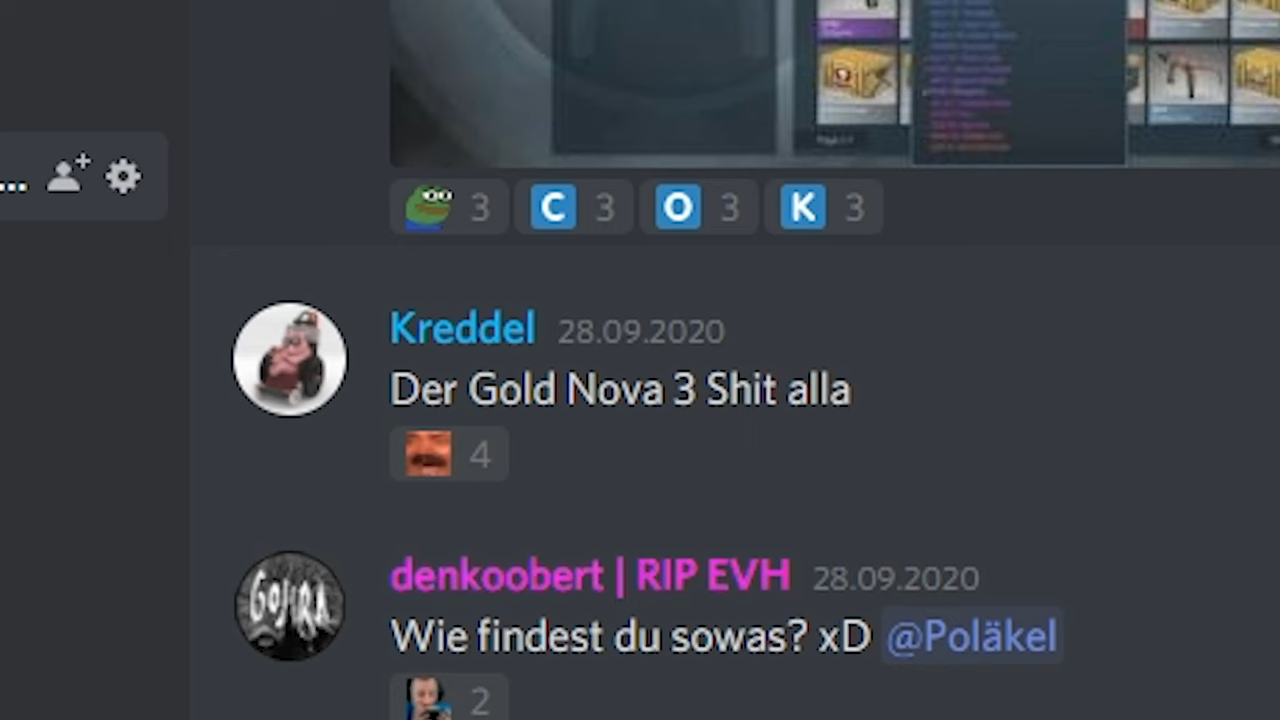 ...
3 C 3 O 3 K 3
Kreddel 28.09.2020
Der Gold Nova 3 Shit alla
4
GOJIRA
denkoobert | RIP EVH 28.09.2020
Wie findest du sowas? xD @Poläkel
2